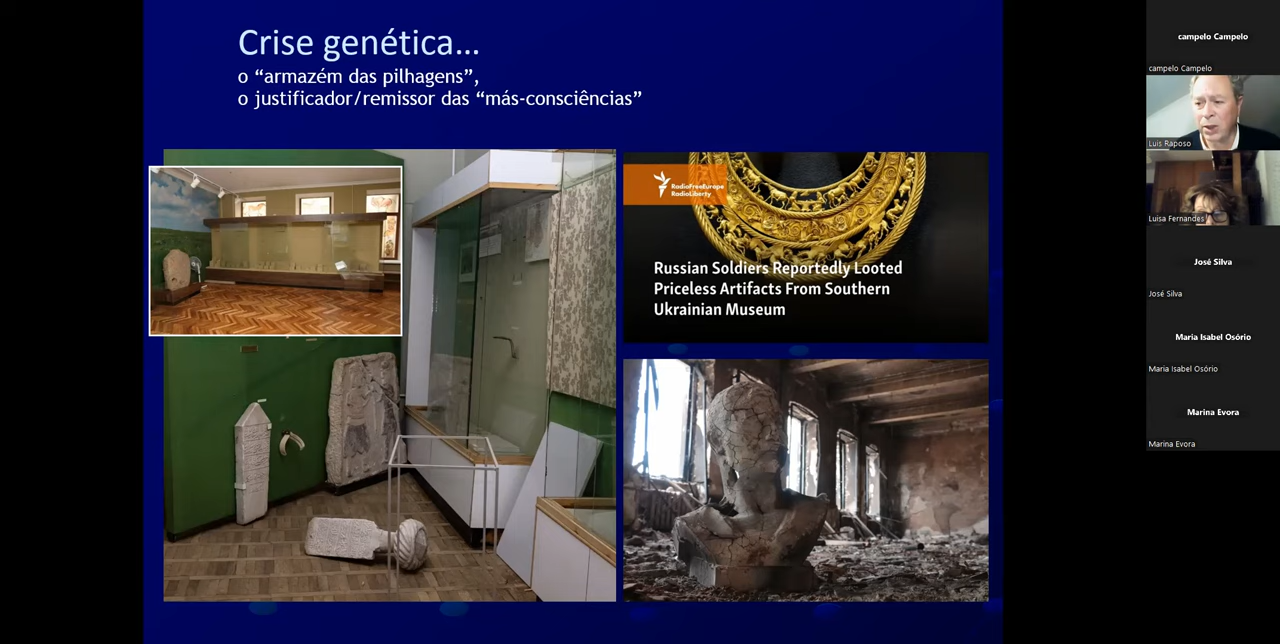 Crise genética...
o “armazém das pilhagens”,
o justificador/remissor das “más-consciências”
RadioFreeEurope
RadioLiberty
Russian Soldiers Reportedly Looted
Priceless Artifacts From Southern
Ukrainian Museum
campelo Campelo
campelo Campelo
Luis Raposo
Luisa Fernandes
José Silva
José Silva
Maria Isabel Osório
Maria Isabel Osório
Marina Evora
Marina Evora